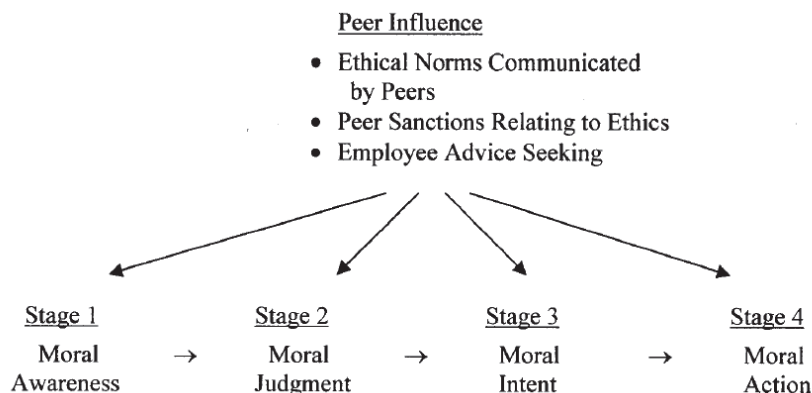 Peer Influence
• Ethical Norms Communicated
by Peers
• Peer Sanctions Relating to Ethics
• Employee Advice Seeking
Stage 1 Stage 2 Stage 3 Stage 4
Moral → Moral → Moral → Moral
Awareness Judgment Intent Action